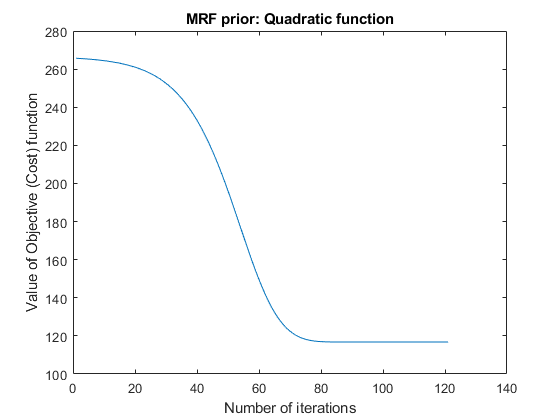 MRF prior: Quadratic function
280
260
240
220
200
180
160
140
120
100
Value of Objective (Cost) function
0 20 40 60 80 100 120 140
Number of iterations